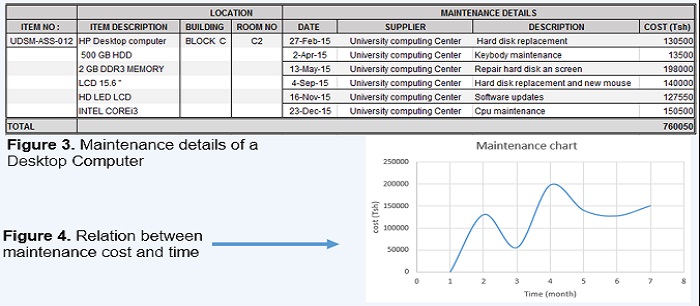 LOCATION MAINTENANCE DETAILS
ITEM NO : ITEM DESCRIPTION BUILDING ROOM NO DATE SUPPLIER DESCRIPTION COST (Tsh)
UDSM-ASS-012 HP Desktop computer BLOCK C C2 27-Feb-15 University computing Center Hard disk replacement 130500
500 GB HDD 2-Apr-15 University computing Center Keybody maintenance 13500
2 GB DDR3 MEMORY 13-May-15 University computing Center Repair hard disk an screen 198000
LCD 15.6 " 4-Sep-15 University computing Center Hard disk replacement and new mouse 140000
HD LED LCD 16-Nov-15 University computing Center Software updates 127550
INTEL COREi3 23-Dec-15 University computing Center Cpu maintenance 150500
TOTAL 760050
Figure 3. Maintenance details of a
Desktop Computer
Figure 4. Relation between
maintenance cost and time
Maintenance chart
cost (Tsh)
250000
200000
150000
100000
50000
0
0 1 2 3 4 5 6 7 8
Time (month)